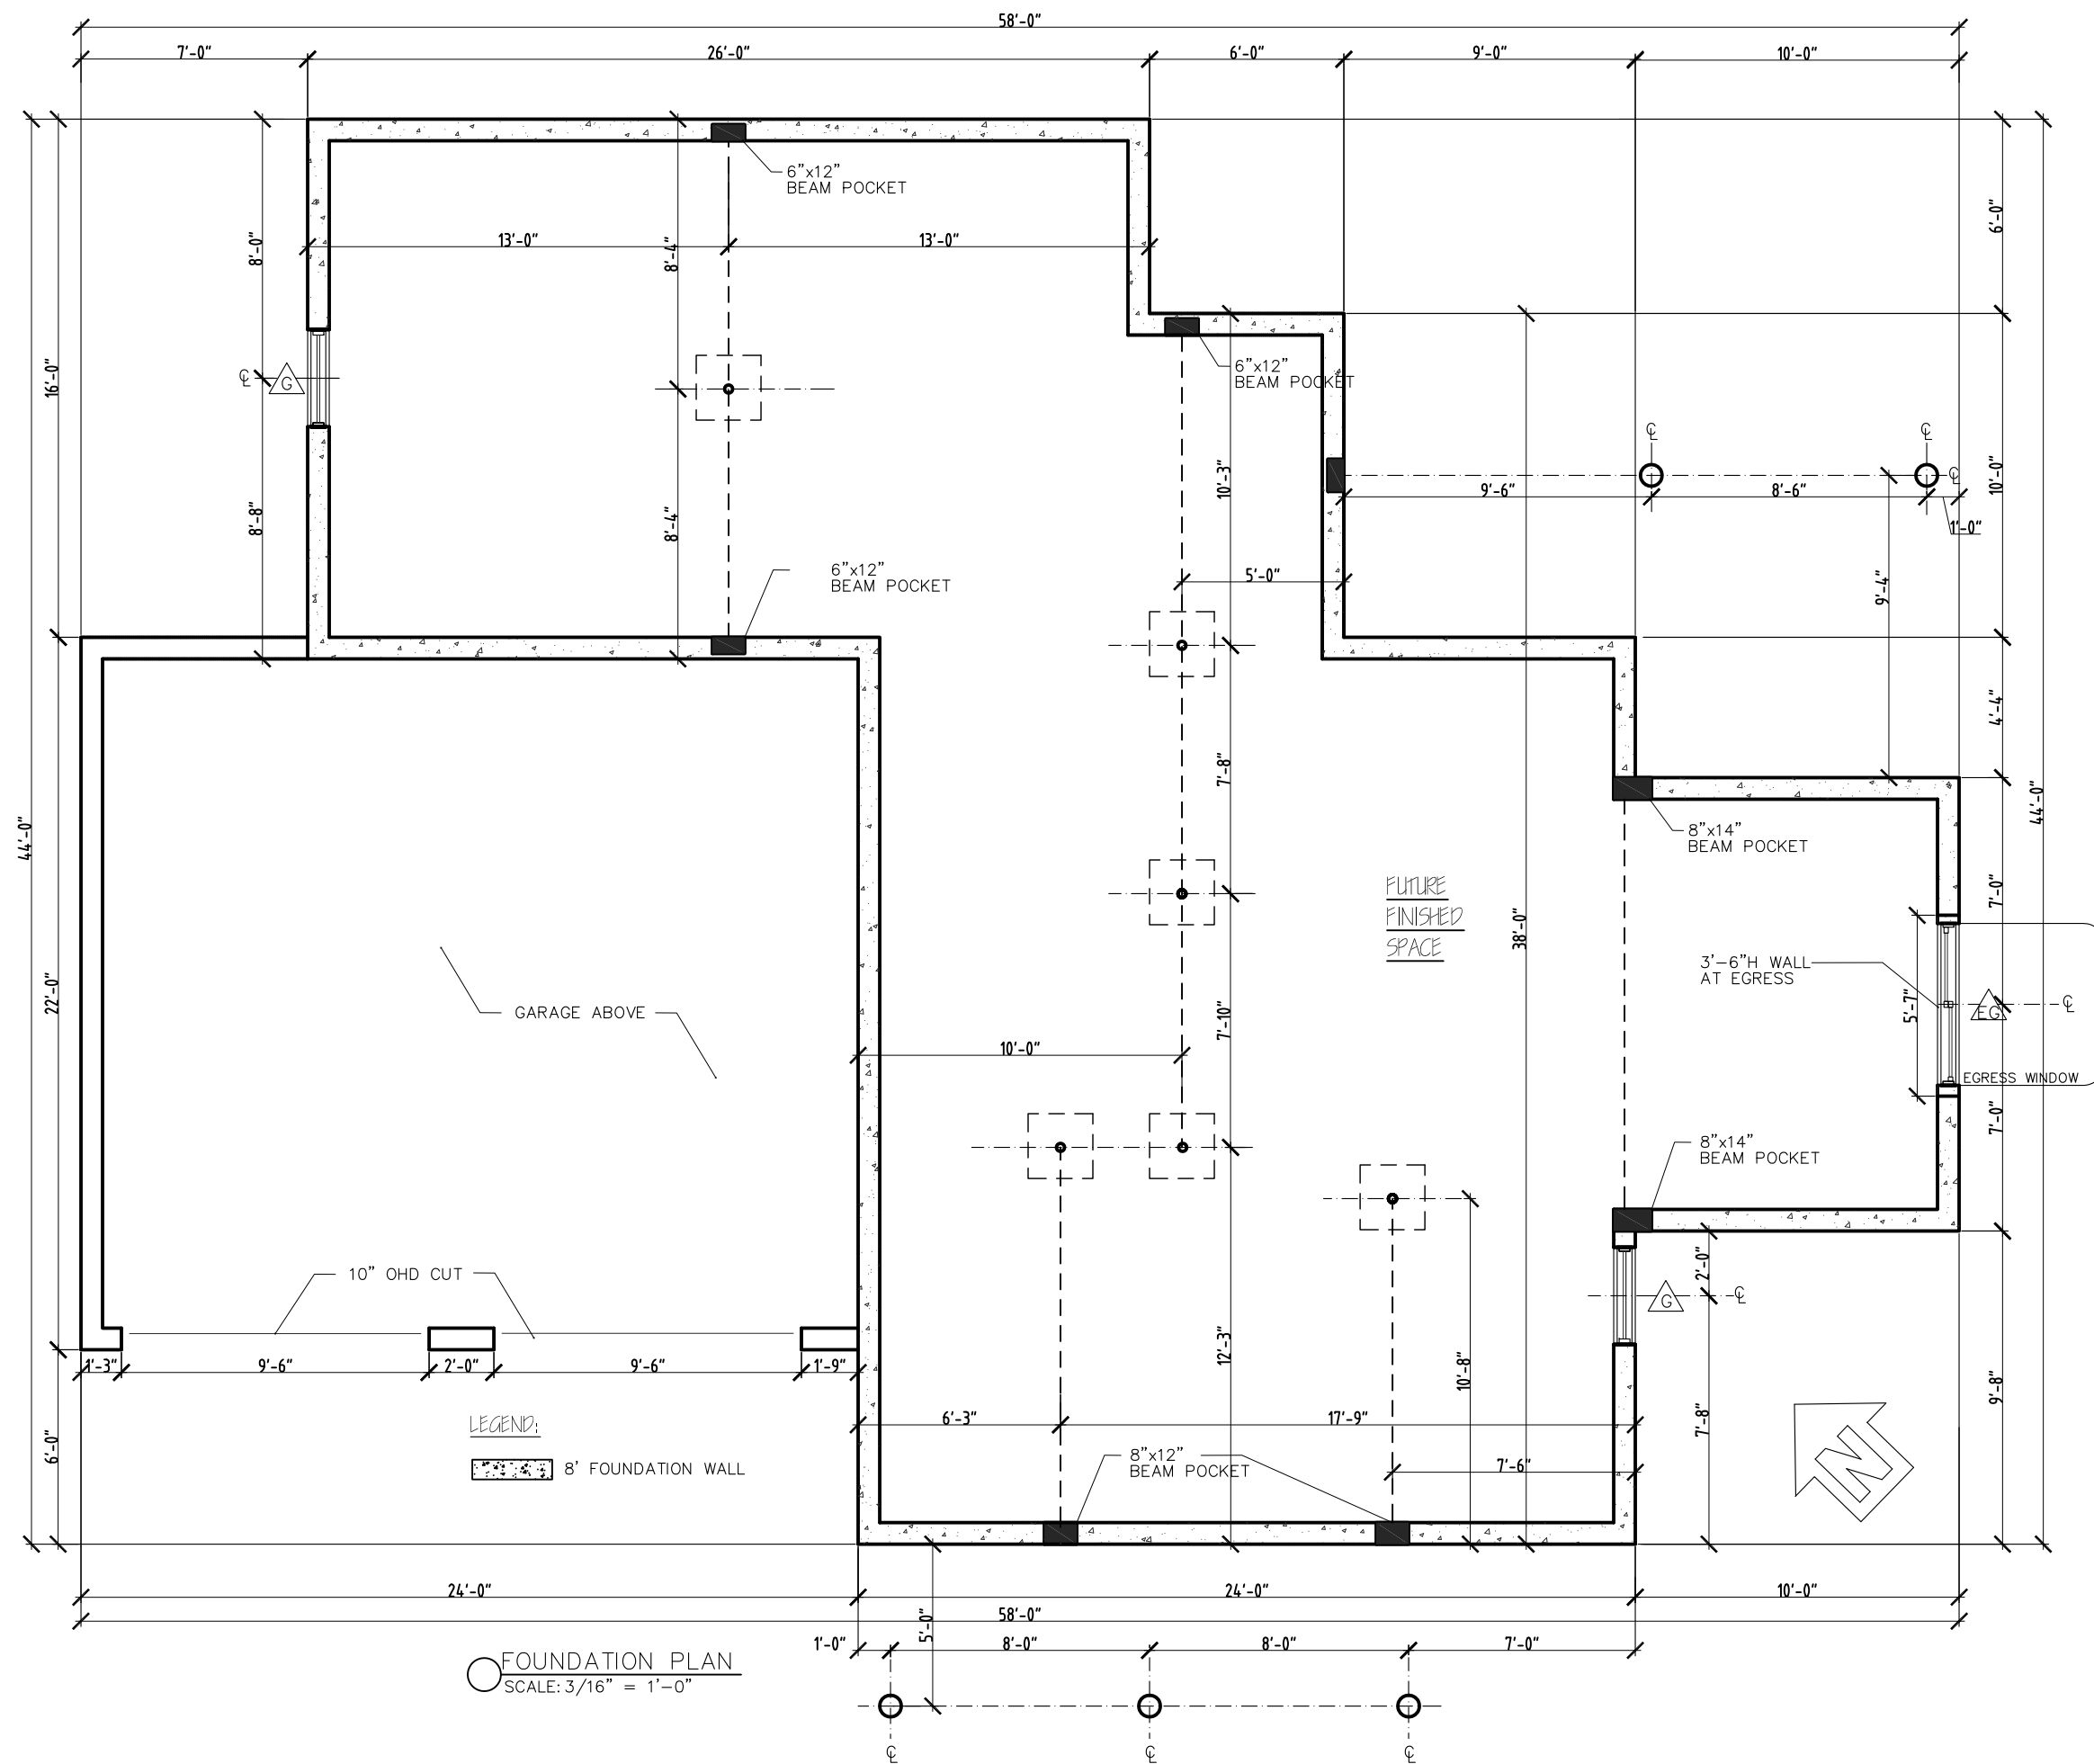 58'-0"
7'-0"
26'-0"
6'-0"
9'-0"
10'-0"
6"x12"
BEAM POCKET
13'-0"
13'-0"
8'-0"
8'-4"
6'-0"
16'-0"
℄
G
6"x12"
BEAM POCKET
10'-3"
℄
℄
℄
10'-0"
9'-6"
8'-6"
1'-0"
8'-8"
8'-4"
6"x12"
BEAM POCKET
5'-0"
9'-4"
4'-4"
7'-8"
44'-0"
44'-0"
8"x14"
BEAM POCKET
FUTURE
FINISHED
SPACE
38'-0"
7'-0"
3'-6"H WALL
AT EGRESS
5'-7"
EG
℄
22'-0"
GARAGE ABOVE
7'-10"
10'-0"
EGRESS WINDOW
7'-0"
8"x14"
BEAM POCKET
10" OHD CUT
2'-0"
G
℄
1'-3"
9'-6"
2'-0"
9'-6"
1'-9"
12'-3"
10'-8"
9'-8"
7'-8"
6'-0"
6'-3"
17'-9"
LEGEND:
8' FOUNDATION WALL
8"x12"
BEAM POCKET
7'-6"
N
24'-0"
24'-0"
10'-0"
58'-0"
5'-0"
1'-0"
8'-0"
8'-0"
7'-0"
FOUNDATION PLAN
SCALE: 3/16" = 1'-0"
℄
℄
℄